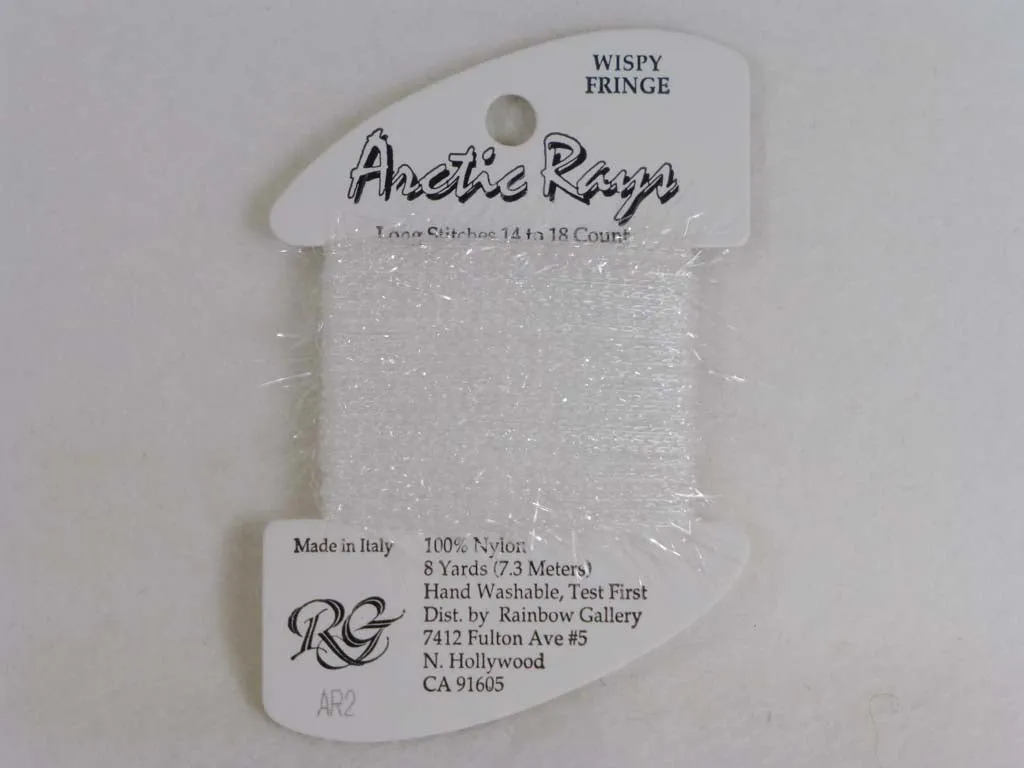 WISPY
FRINGE
Arctic Rays
Long Stitches 14 to 18 Count
Made in Italy
100% Nylon
8 Yards (7.3 Meters)
Hand Washable, Test First
Dist. by Rainbow Gallery
7412 Fulton Ave #5
N. Hollywood
CA 91605
RG
AR2